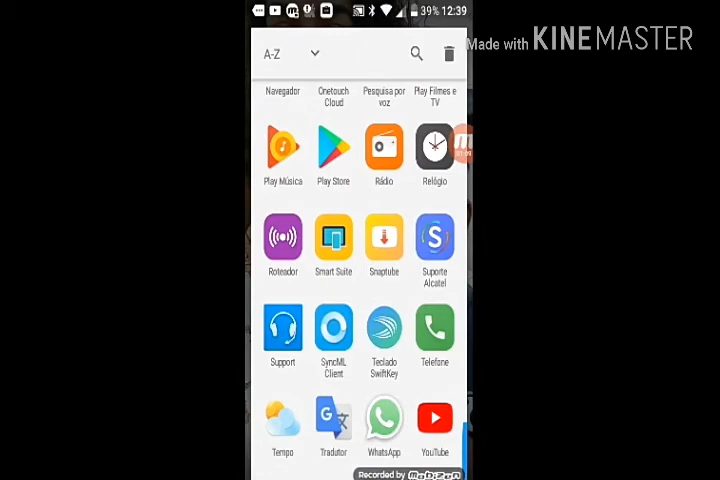 39% 12:39
Made with KINEMASTER
A-Z
Navegador Onetouch Cloud Pesquisa por voz Play Filmes e TV
Play Música Play Store Rádio Relógio
Roteador Smart Suite Snaptube Suporte Alcatel
S
Support SyncML Client Teclado SwiftKey Telefone
G
Tempo Tradutor WhatsApp YouTube
Recorded by Mobizen